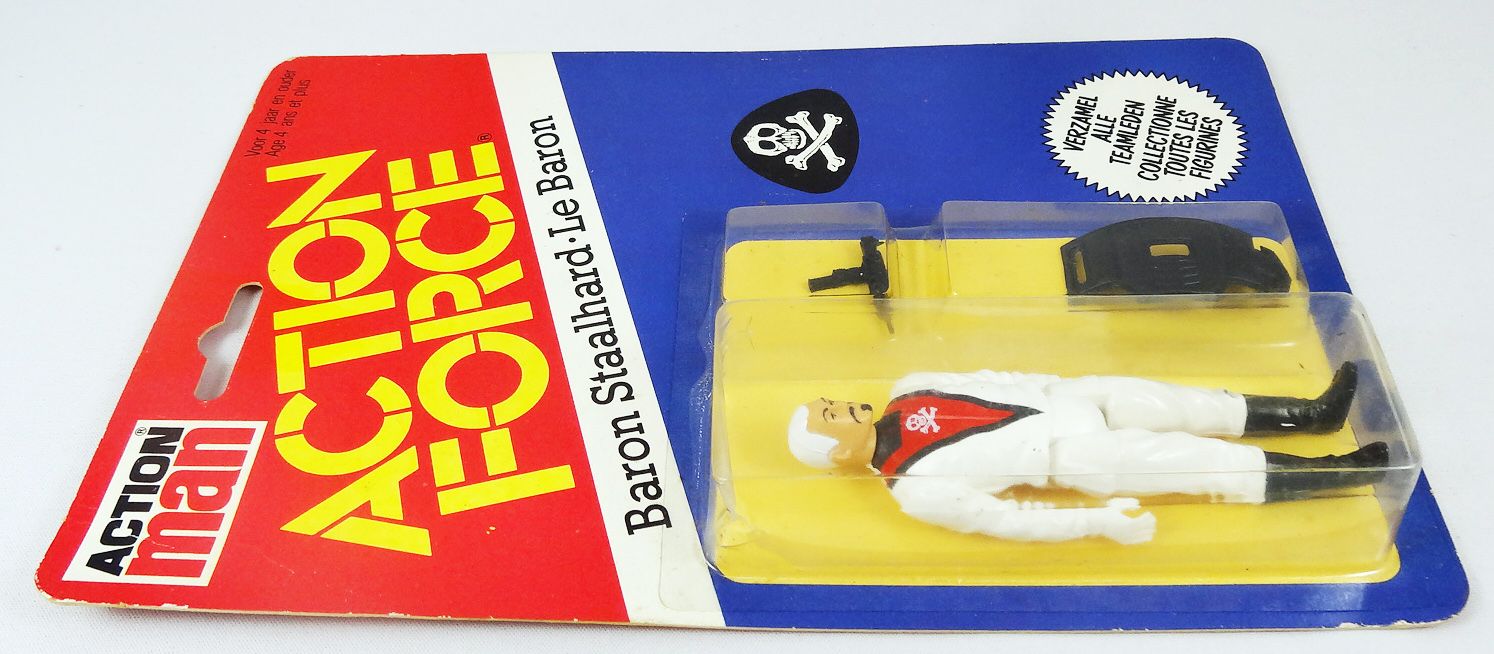 Voor 4 jaar en ouder
Age 4 ans et plus
ACTION
man
ACTION
FORCE
Baron Staalhard·Le Baron
VERZAMEL
ALLE
TEAMLEDEN
COLLECTIONNE
TOUTES LES
FIGURINES